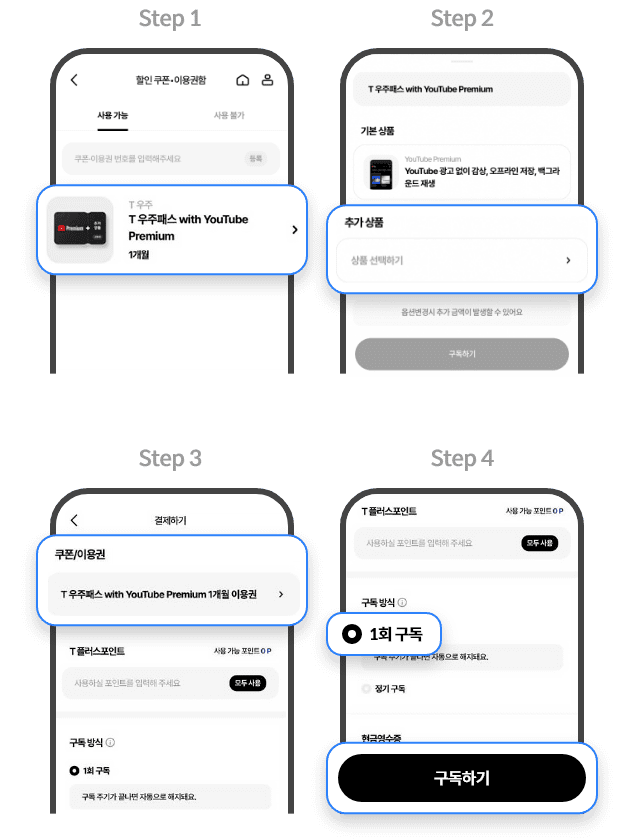 Step 1
할인 쿠폰•이용권함
사용 가능
사용 불가
쿠폰·이용권 번호를 입력해주세요
등록
T 우주
T 우주패스 with YouTube
Premium
1개월
Premium
Step 2
T 우주패스 with YouTube Premium
기본 상품
YouTube Premium
YouTube 광고 없이 감상, 오프라인 저장, 백그라
운드 재생
추가 상품
상품 선택하기
옵션변경시 추가 금액이 발생할 수 있어요
구독하기
Step 3
결제하기
쿠폰/이용권
T 우주패스 with YouTube Premium 1개월 이용권
T 플러스포인트
사용 가능 포인트 0 P
사용하실 포인트를 입력해 주세요
모두 사용
구독 방식
1회 구독
구독 주기가 끝나면 자동으로 해지돼요.
Step 4
T 플러스포인트
사용 가능 포인트 0 P
사용하실 포인트를 입력해 주세요
모두 사용
구독 방식
1회 구독
구독 주기가 끝나면 자동으로 해지돼요.
정기 구독
현금영수증
구독하기